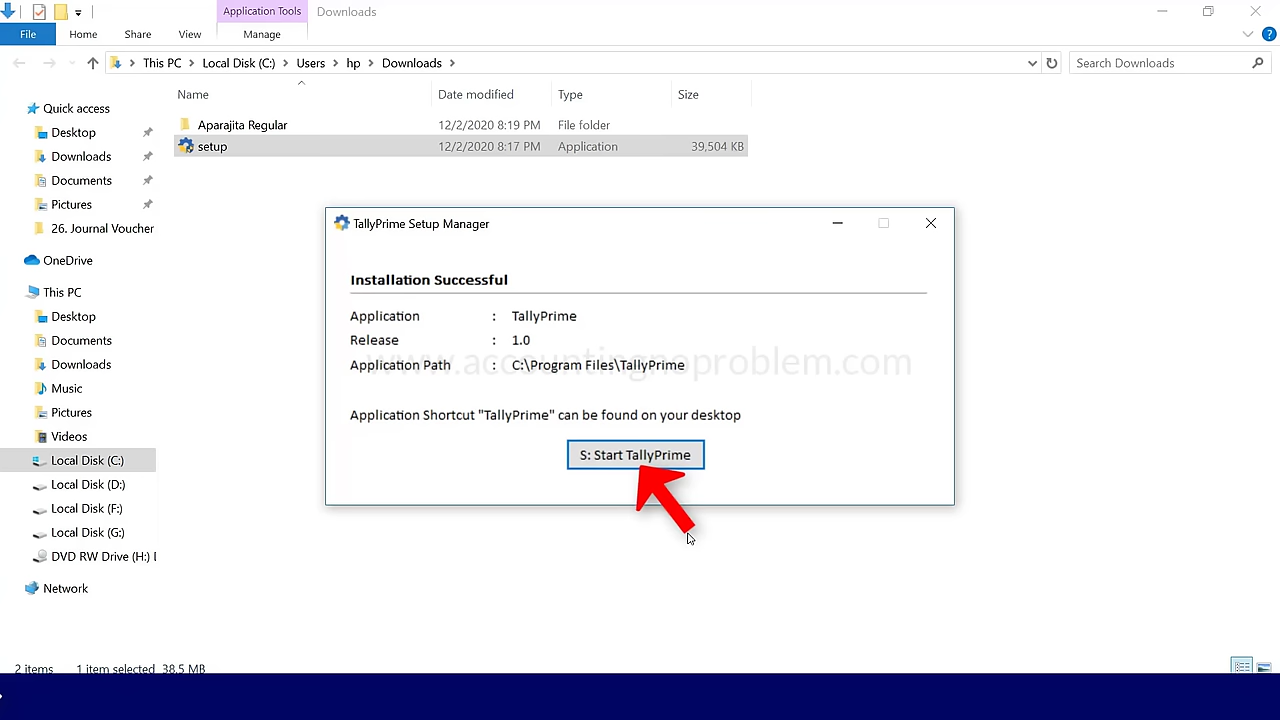 Application Tools
Downloads
File
Home
Share
View
Manage
This PC
Local Disk (C:)
Users
hp
Downloads
Search Downloads
Name
Date modified
Type
Size
Aparajita Regular
12/2/2020 8:19 PM
File folder
setup
12/2/2020 8:17 PM
Application
39,504 KB
Quick access
Desktop
Downloads
Documents
Pictures
26. Journal Voucher
OneDrive
This PC
Desktop
Documents
Downloads
Music
Pictures
Videos
Local Disk (C:)
Local Disk (D:)
Local Disk (F:)
Local Disk (G:)
DVD RW Drive (H:)
Network
TallyPrime Setup Manager
Installation Successful
Application : TallyPrime
Release : 1.0
www.accountingnoproblem.com
Application Path : C:\Program Files\TallyPrime
Application Shortcut "TallyPrime" can be found on your desktop
S: Start TallyPrime
2 items
1 item selected 38.5 MB